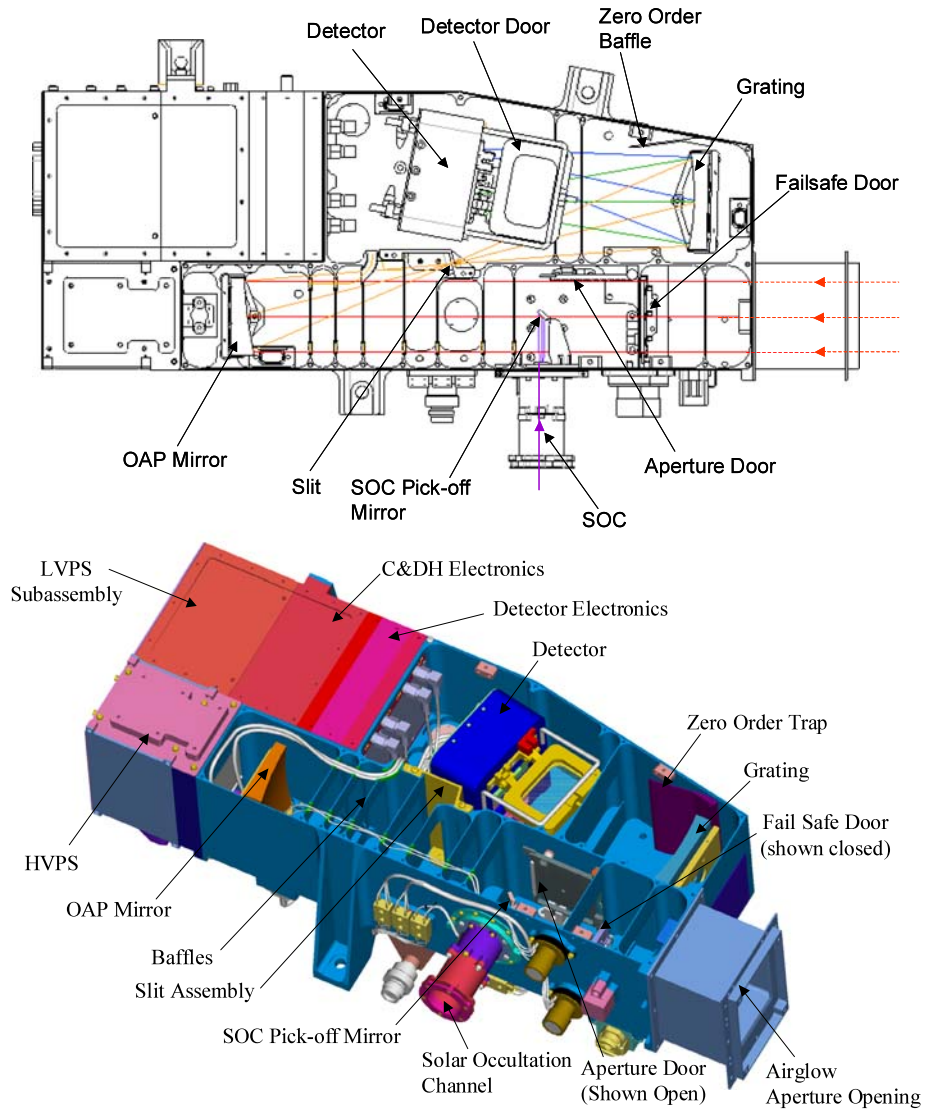 Detector
Detector Door
Zero Order
Baffle
Grating
Failsafe Door
OAP Mirror
Slit
SOC Pick-off
Mirror
SOC
Aperture Door
LVPS
Subassembly
C&DH Electronics
Detector Electronics
Detector
Zero Order Trap
Grating
Fail Safe Door
(shown closed)
HVPS
OAP Mirror
Baffles
Slit Assembly
SOC Pick-off Mirror
Solar Occultation
Channel
Aperture Door
(Shown Open)
Airglow
Aperture Opening